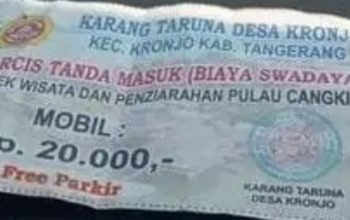 KARANG TARUNA DESA KRONJO
KEC. KRONJO KAB. TANGERANG
RCIS TANDA MASUK (BIAYA SWADAYA
EK WISATA DAN PENZIARAHAN PULAU CANGKI
MOBIL :
p. 20.000,-
Free Parkir
KARANG TARUNA
DESA KRONJO